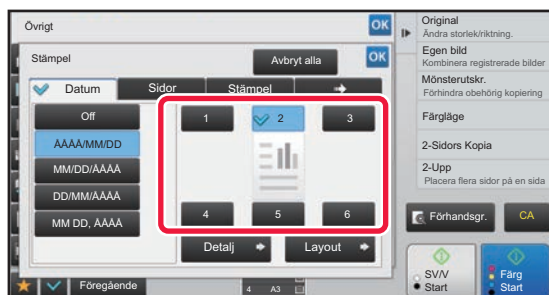 Övrigt
OK
Stämpel
Avbryt alla
OK
Datum
Sidor
Stämpel
Off
ÅÅÅÅ/MM/DD
MM/DD/ÅÅÅÅ
DD/MM/ÅÅÅÅ
MM DD, ÅÅÅÅ
1
2
3
4
5
6
Detalj
Layout
Föregående
4 A3
Original
Ändra storlek/riktning.
Egen bild
Kombinera registrerade bilder
Mönsterutskr.
Förhindra obehörig kopiering
Färgläge
2-Sidors Kopia
2-Upp
Placera flera sidor på en sida
Förhandsgr.
CA
SV/V
Start
Färg
Start